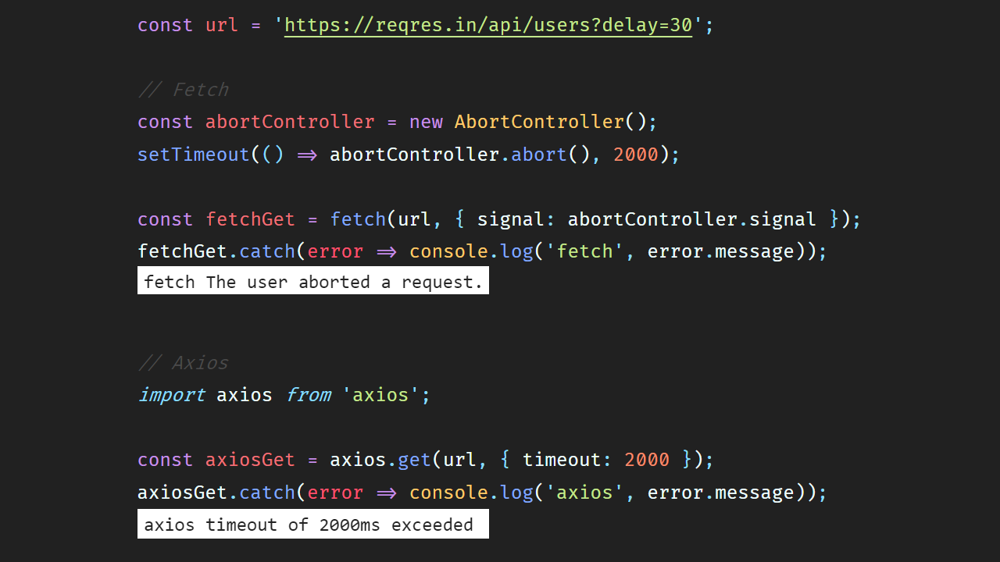 const url = 'https://reqres.in/api/users?delay=30';
// Fetch
const abortController = new AbortController();
setTimeout(() => abortController.abort(), 2000);
const fetchGet = fetch(url, { signal: abortController.signal });
fetchGet.catch(error => console.log('fetch', error.message));
fetch The user aborted a request.
// Axios
import axios from 'axios';
const axiosGet = axios.get(url, { timeout: 2000 });
axiosGet.catch(error => console.log('axios', error.message));
axios timeout of 2000ms exceeded